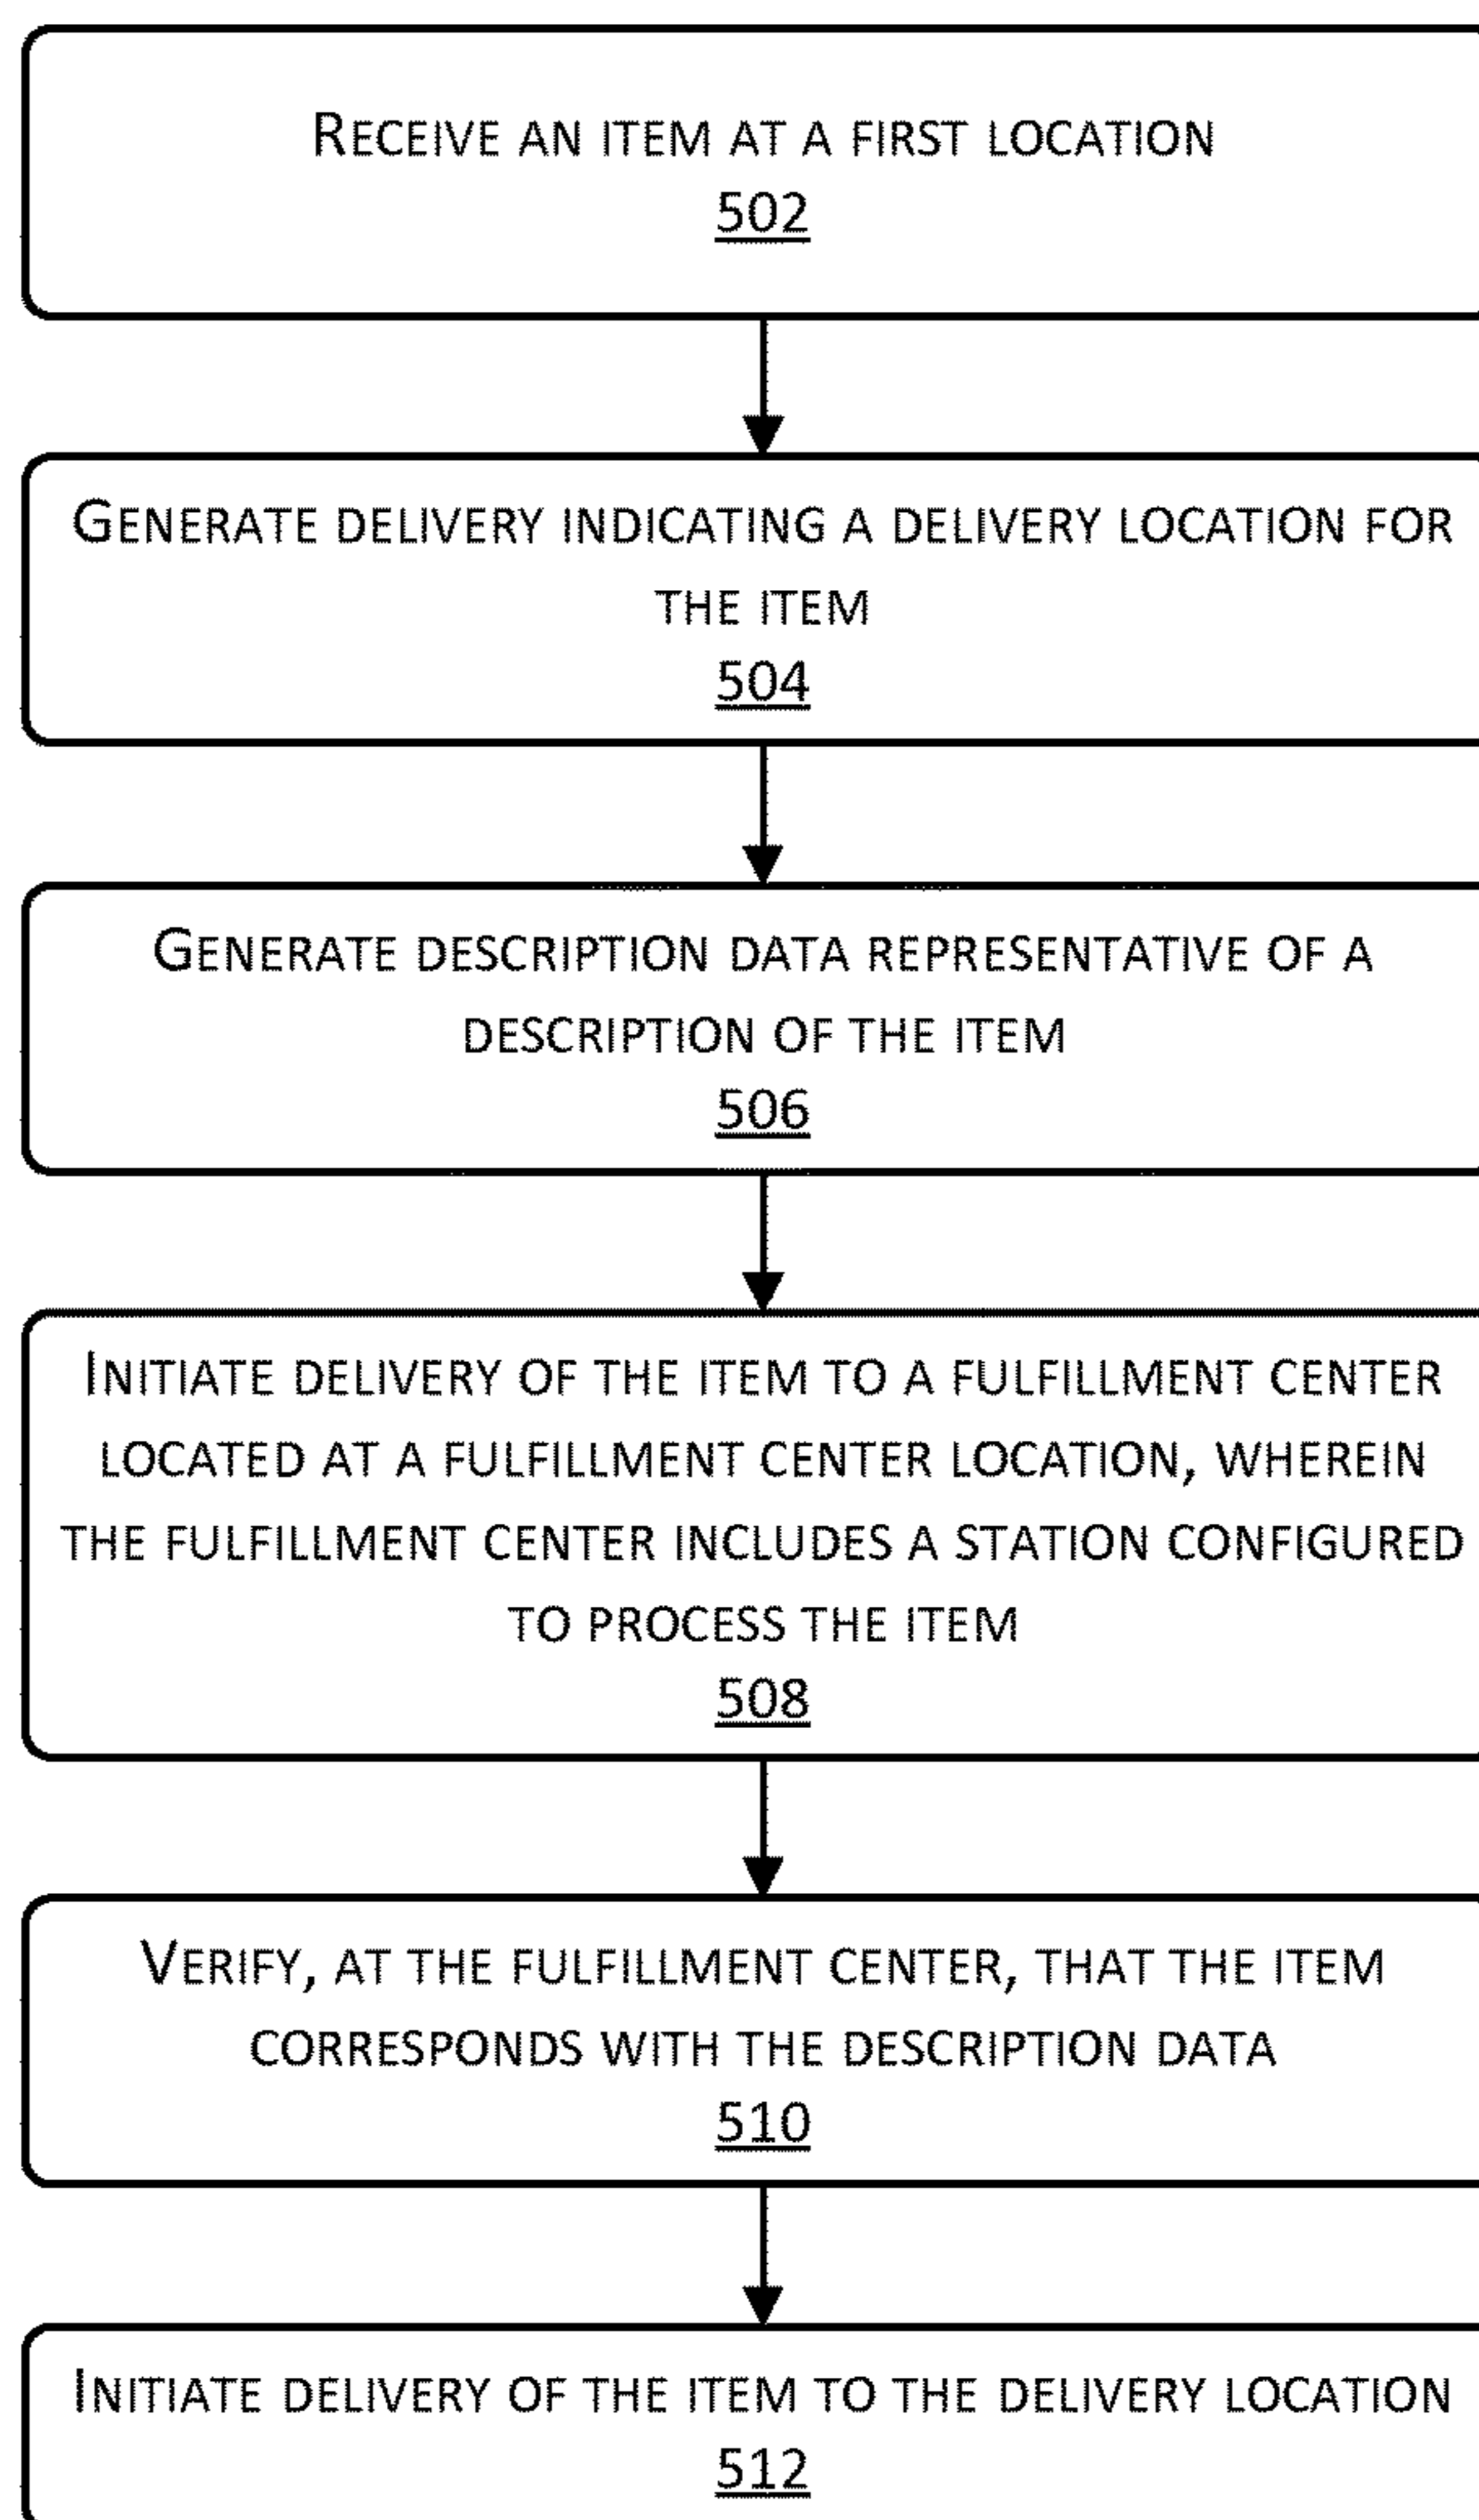 RECEIVE AN ITEM AT A FIRST LOCATION
502
GENERATE DELIVERY INDICATING A DELIVERY LOCATION FOR
THE ITEM
504
GENERATE DESCRIPTION DATA REPRESENTATIVE OF A
DESCRIPTION OF THE ITEM
506
INITIATE DELIVERY OF THE ITEM TO A FULFILLMENT CENTER
LOCATED AT A FULFILLMENT CENTER LOCATION, WHEREIN
THE FULFILLMENT CENTER INCLUDES A STATION CONFIGURED
TO PROCESS THE ITEM
508
VERIFY, AT THE FULFILLMENT CENTER, THAT THE ITEM
CORRESPONDS WITH THE DESCRIPTION DATA
510
INITIATE DELIVERY OF THE ITEM TO THE DELIVERY LOCATION
512